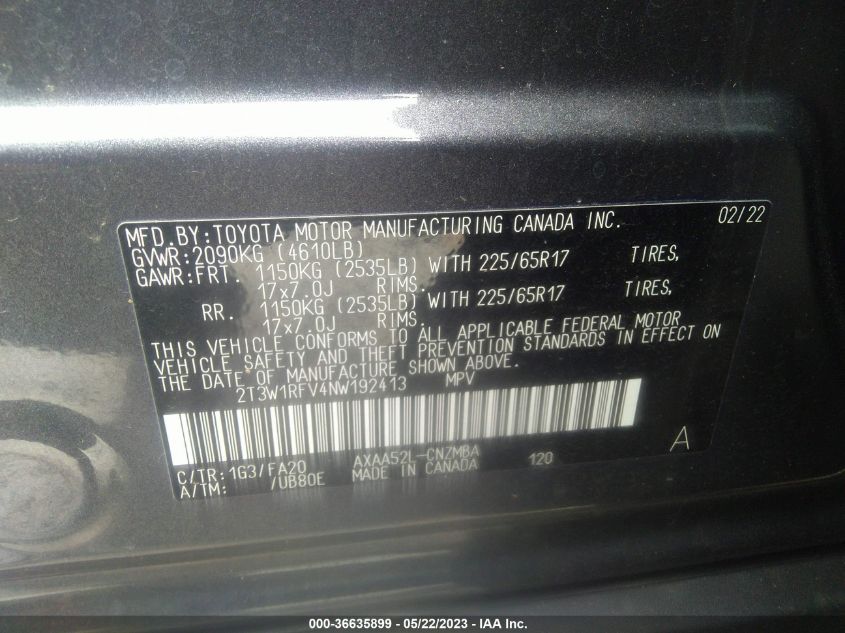 MFD.BY:TOYOTA MOTOR MANUFACTURING CANADA INC. 02/22
GVWR:2090KG (4610LB)
GAWR:FRT. 1150KG (2535LB) WITH 225/65R17 TIRES,
17x7.0J RIMS.
RR. 1150KG (2535LB) WITH 225/65R17 TIRES,
17x7.0J RIMS.
THIS VEHICLE CONFORMS TO ALL APPLICABLE FEDERAL MOTOR
VEHICLE SAFETY AND THEFT PREVENTION STANDARDS IN EFFECT ON
THE DATE OF MANUFACTURE SHOWN ABOVE.
2T3W1RFV4NW192413 MPV
A
C/TR:1G3/FA20 AXAA52L-CNZMBA 120
A/TM: /UB80E MADE IN CANADA
000-36635899 - 05/22/2023 - IAA Inc.